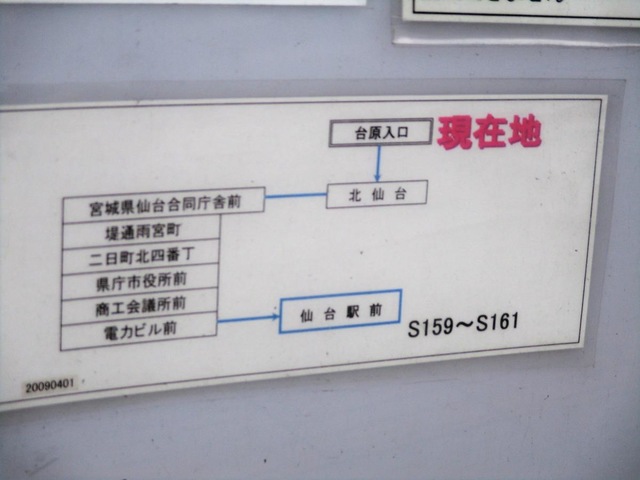 台原入口
現在地
北仙台
宮城県仙台合同庁舎前
堤通雨宮町
二日町北四番丁
県庁市役所前
商工会議所前
電力ビル前
仙台駅前
S159～S161
20090401